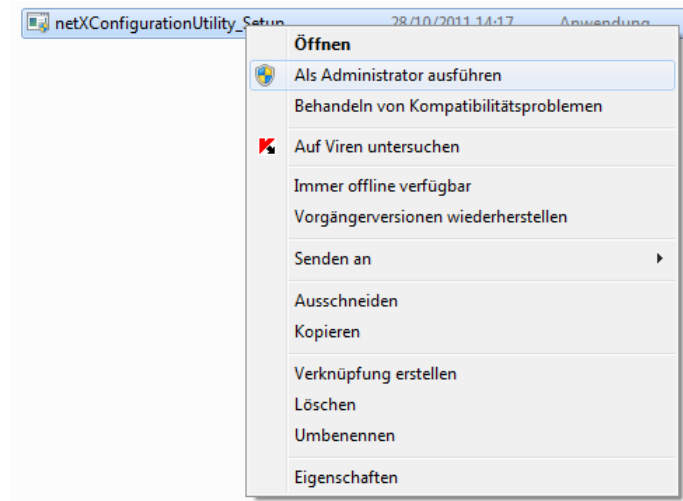 netXConfigurationUtility_Setup 28/10/2011 14:17 Anwendung
Öffnen
Als Administrator ausführen
Behandeln von Kompatibilitätsproblemen
Auf Viren untersuchen
Immer offline verfügbar
Vorgängerversionen wiederherstellen
Senden an
Ausschneiden
Kopieren
Verknüpfung erstellen
Löschen
Umbenennen
Eigenschaften